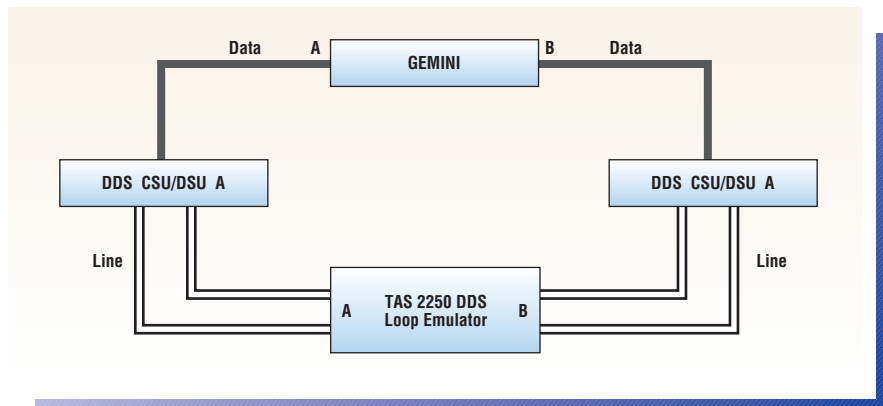 Data A GEMINI B Data
DDS CSU/DSU A
DDS CSU/DSU A
Line
Line
A TAS 2250 DDS B
Loop Emulator